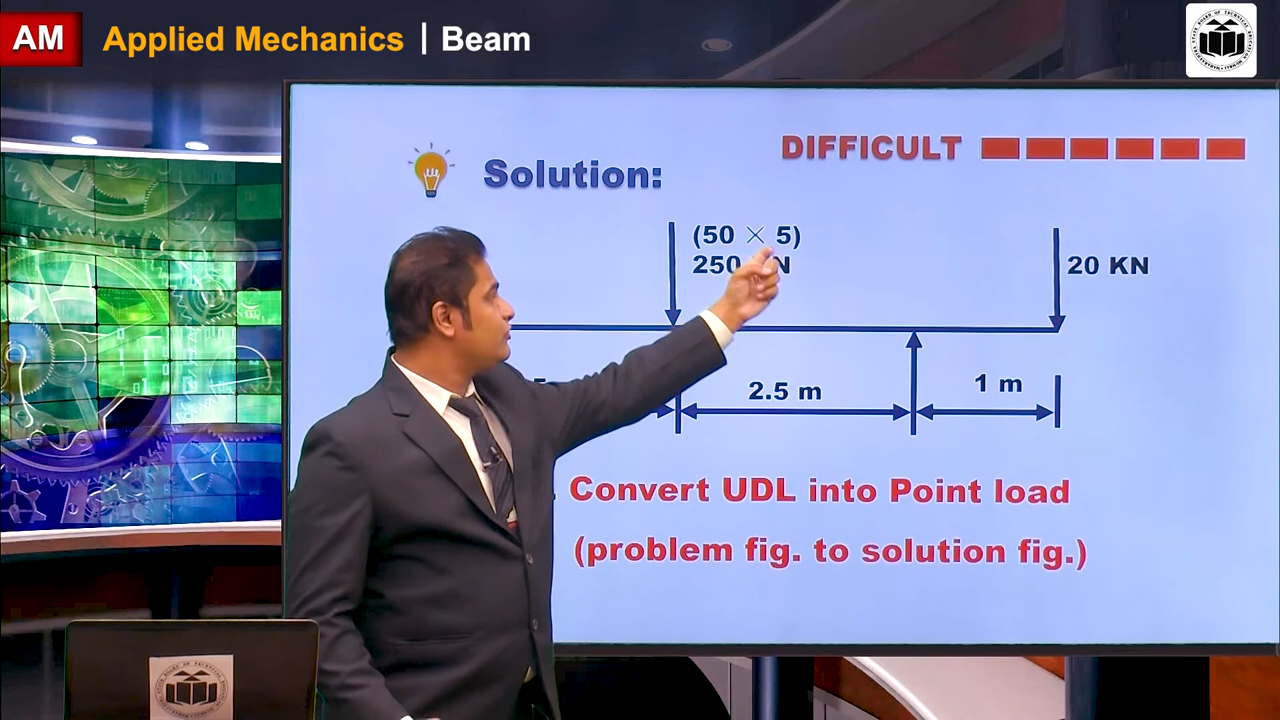 AM Applied Mechanics | Beam
DIFFICULT
Solution:
(50 × 5)
20 KN
2.5 m
1 m
Convert UDL into Point load
(problem fig. to solution fig.)